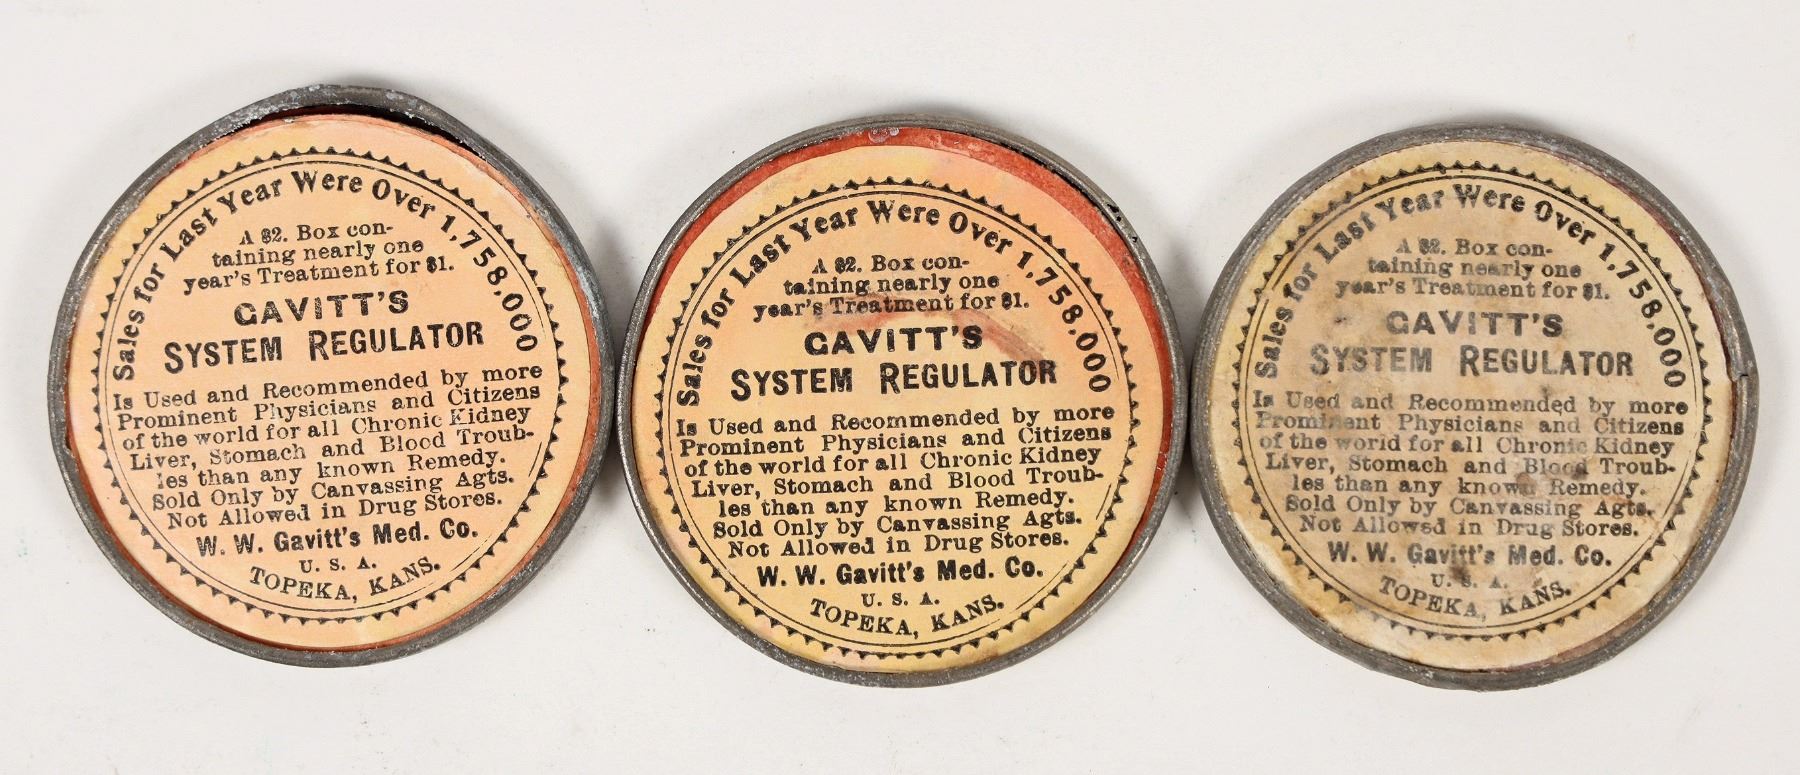 Sales for Last Year Were Over 1,758,000
A $2. Box con-
taining nearly one
year's Treatment for $1.
GAVITT'S
SYSTEM REGULATOR
Is Used and Recommended by more
Prominent Physicians and Citizens
of the world for all Chronic Kidney
Liver, Stomach and Blood Troub-
les than any known Remedy.
Sold Only by Canvassing Agts.
Not Allowed in Drug Stores.
W. W. Gavitt's Med. Co.
U. S. A.
TOPEKA, KANS.
Sales for Last Year Were Over 1,758,000
A $2. Box con-
taining nearly one
year's Treatment for $1.
GAVITT'S
SYSTEM REGULATOR
Is Used and Recommended by more
Prominent Physicians and Citizens
of the world for all Chronic Kidney
Liver, Stomach and Blood Troub-
les than any known Remedy.
Sold Only by Canvassing Agts.
Not Allowed in Drug Stores.
W. W. Gavitt's Med. Co.
U. S. A.
TOPEKA, KANS.
Sales for Last Year Were Over 1,758,000
A $2. Box con-
taining nearly one
year's Treatment for $1.
GAVITT'S
SYSTEM REGULATOR
Is Used and Recommended by more
Prominent Physicians and Citizens
of the world for all Chronic Kidney
Liver, Stomach and Blood Troub-
les than any known Remedy.
Sold Only by Canvassing Agts.
Not Allowed in Drug Stores.
W. W. Gavitt's Med. Co.
U. S. A.
TOPEKA, KANS.